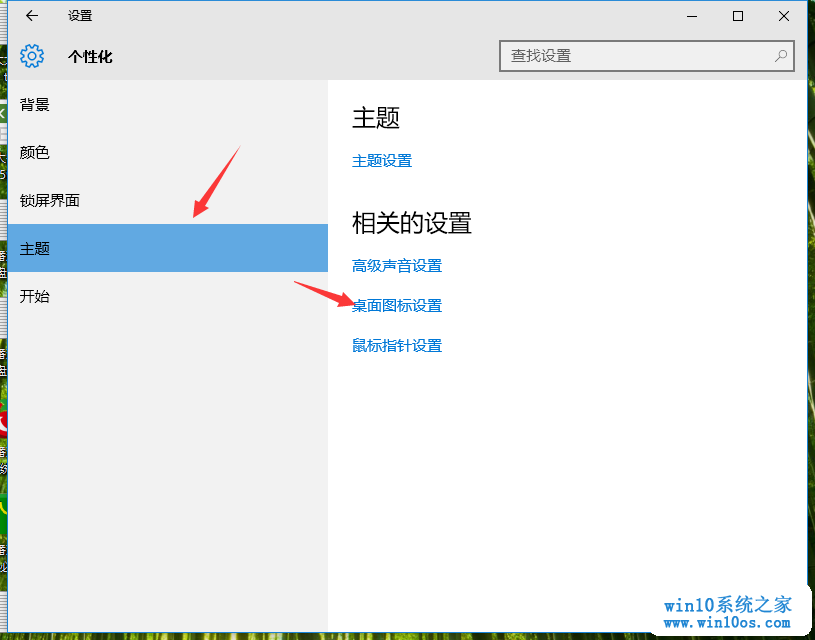 设置
个性化
查找设置
背景
颜色
锁屏界面
主题
开始
主题
主题设置
相关的设置
高级声音设置
桌面图标设置
鼠标指针设置
win10系统之家
www.win10os.com